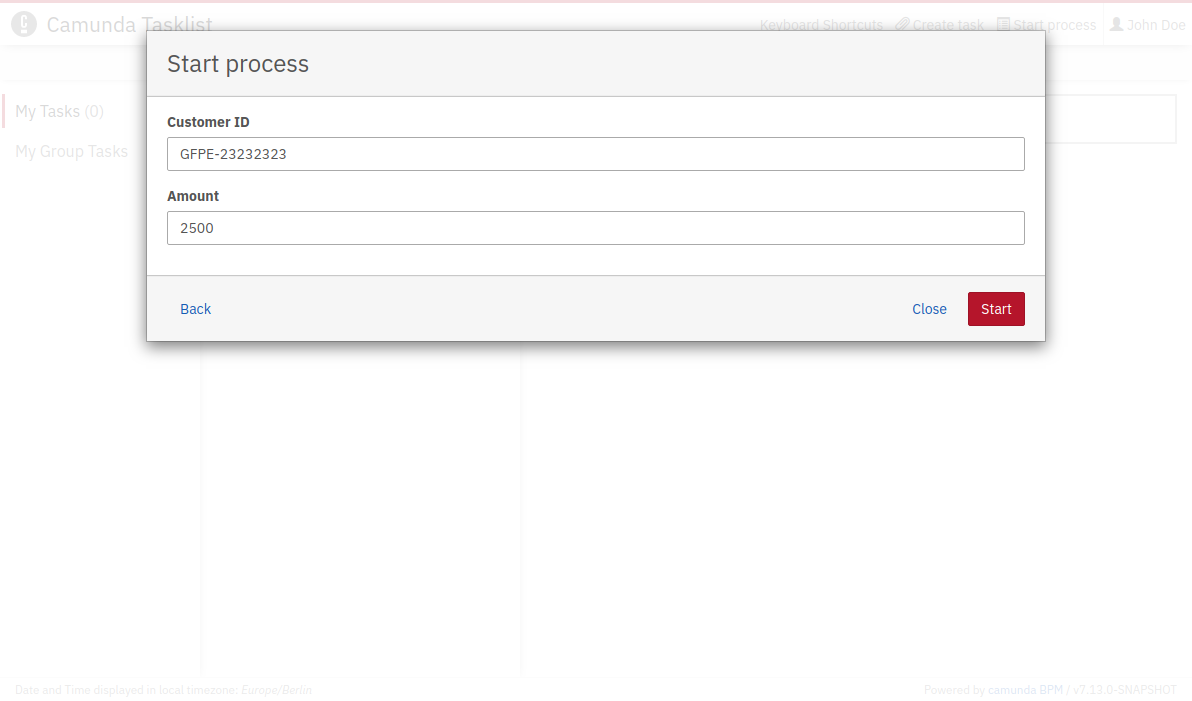 Camunda Tasklist
Keyboard Shortcuts Create task Start process John Doe
Start process
My Tasks (0)
My Group Tasks
Customer ID
GFPE-23232323
Amount
2500
Back Close Start
Date and Time displayed in local timezone: Europe/Berlin
Powered by camunda BPM / v7.13.0-SNAPSHOT